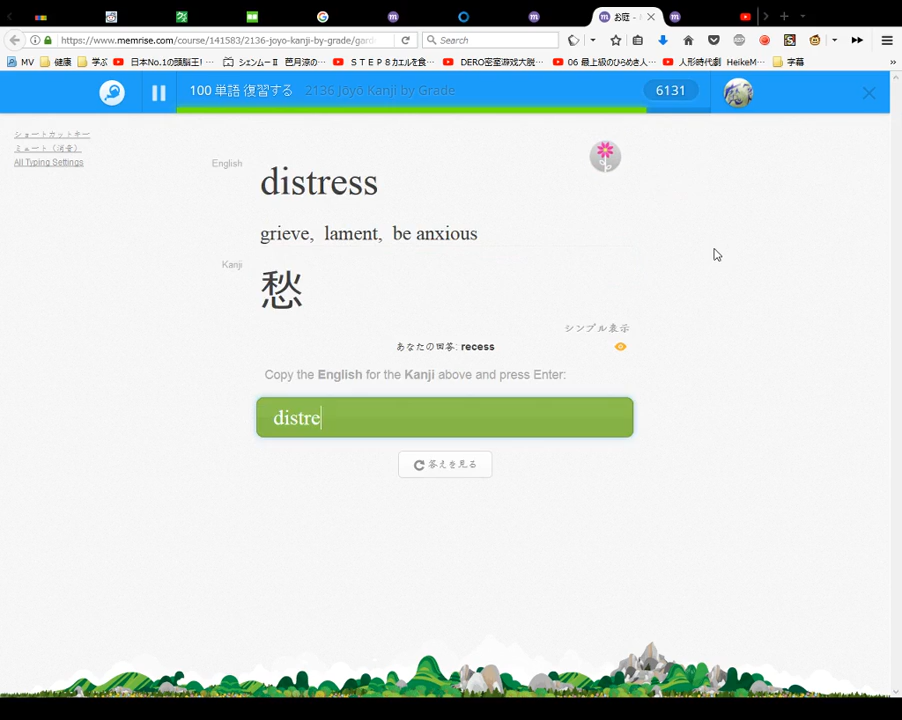 お庭 -
https://www.memrise.com/course/141583/2136-joyo-kanji-by-grade/gard
Search
MV 健康 学ぶ 日本No.1の頭脳王! … シェンムーⅡ 芭月涼の… ＳＴＥＰ８カエルを食… DERO密室游戏大脱… 06 最上級のひらめき人… 人形時代劇 HeikeM… 字幕
100 単語 復習する 2136 Jōyō Kanji by Grade 6131
ショートカットキー
ミュート（消音）
All Typing Settings
English
distress
grieve, lament, be anxious
Kanji
愁
シンプル表示
あなたの回答: recess
Copy the English for the Kanji above and press Enter:
distre
答えを見る